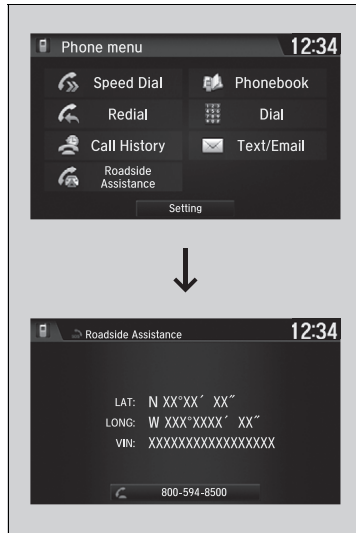 Phone menu 12:34
Speed Dial Phonebook
Redial Dial
Call History Text/Email
Roadside
Assistance
Setting
Roadside Assistance 12:34
LAT: N XX°XX´ XX˝
LONG: W XXX°XXXX´ XX˝
VIN: XXXXXXXXXXXXXXXXX
800-594-8500